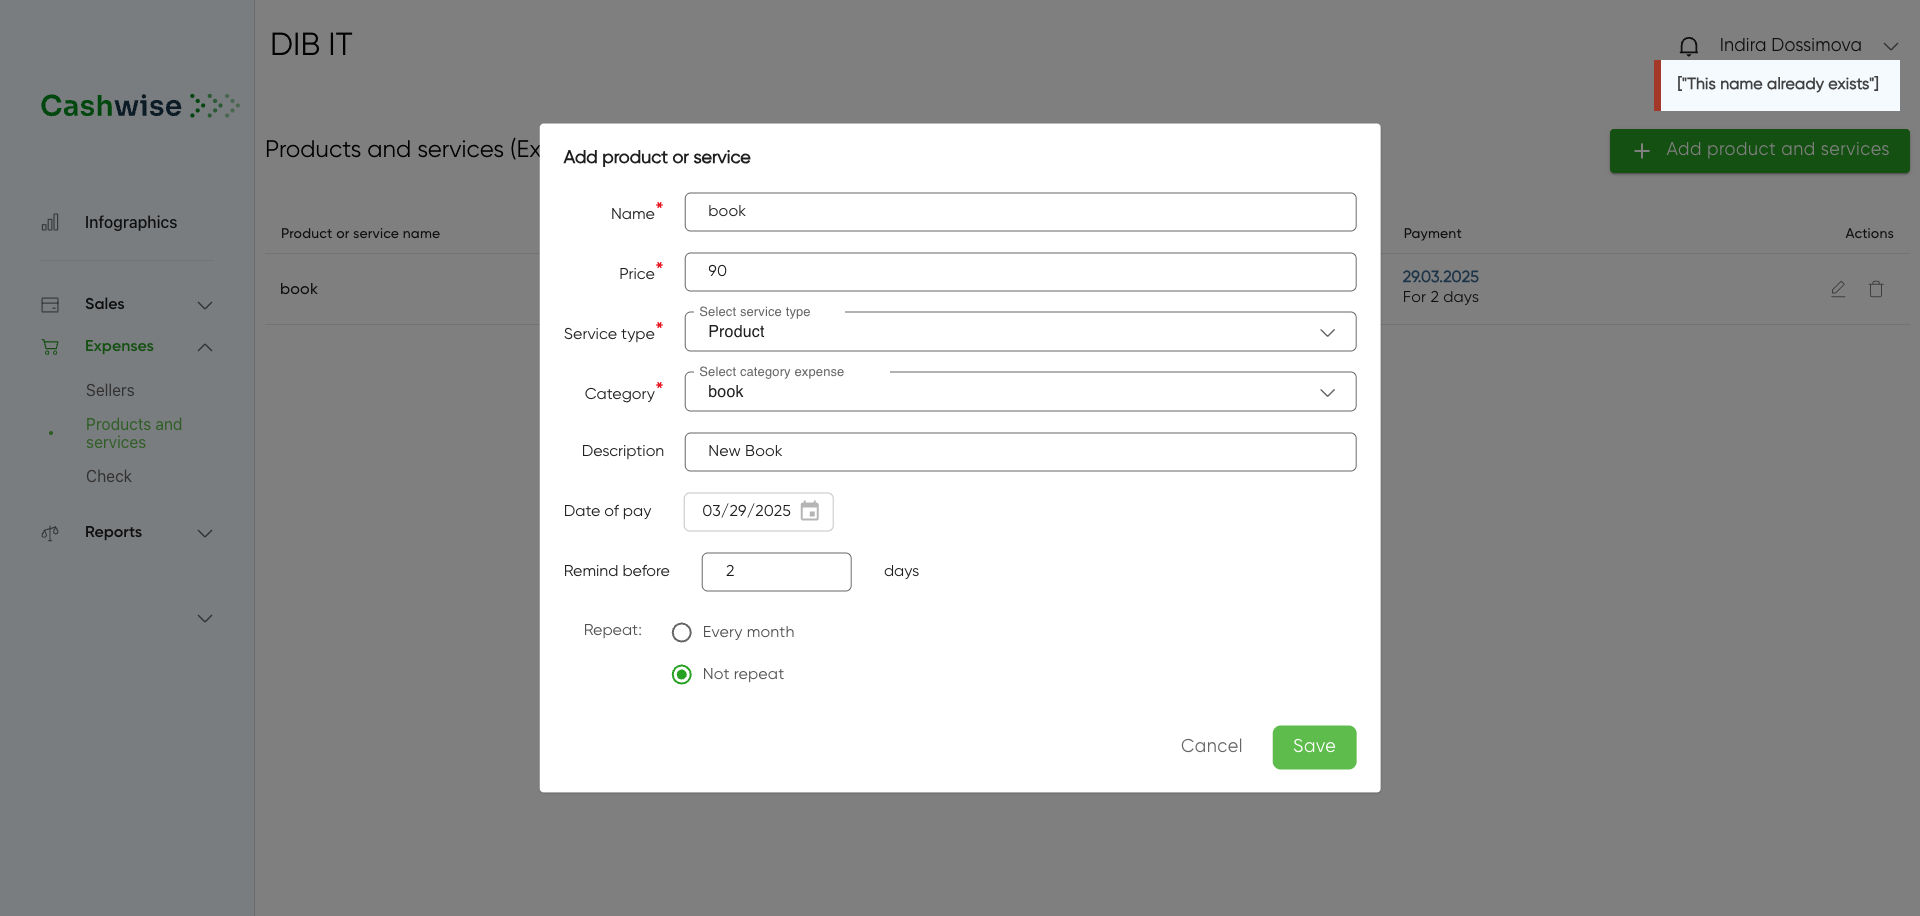 DIB IT
Indira Dossimova
["This name already exists"]
Cashwise
Products and services (Ex
Add product and services
Infographics
Sales
Expenses
Sellers
Products and
services
Check
Reports
Product or service name
Payment
Actions
book
29.03.2025
For 2 days
Add product or service
Name*
book
Price*
90
Select service type
Service type*
Product
Select category expense
Category*
book
Description
New Book
Date of pay
03/29/2025
Remind before
2
days
Repeat:
Every month
Not repeat
Cancel
Save